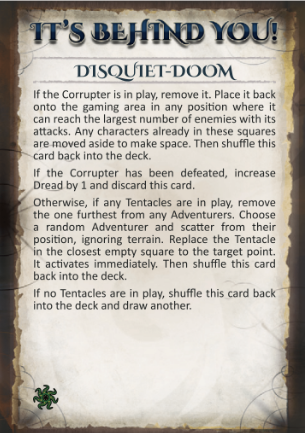 IT'S BEHIND YOU!
DISQUIET-DOOM
If the Corrupter is in play, remove it. Place it back
onto the gaming area in any position where it
can reach the largest number of enemies with its
attacks. Any characters already in these squares
are moved aside to make space. Then shuffle this
card back into the deck.
If the Corrupter has been defeated, increase
Dread by 1 and discard this card.
Otherwise, if any Tentacles are in play, remove
the one furthest from any Adventurers. Choose
a random Adventurer and scatter from their
position, ignoring terrain. Replace the Tentacle
in the closest empty square to the target point.
It activates immediately. Then shuffle this card
back into the deck.
If no Tentacles are in play, shuffle this card back
into the deck and draw another.